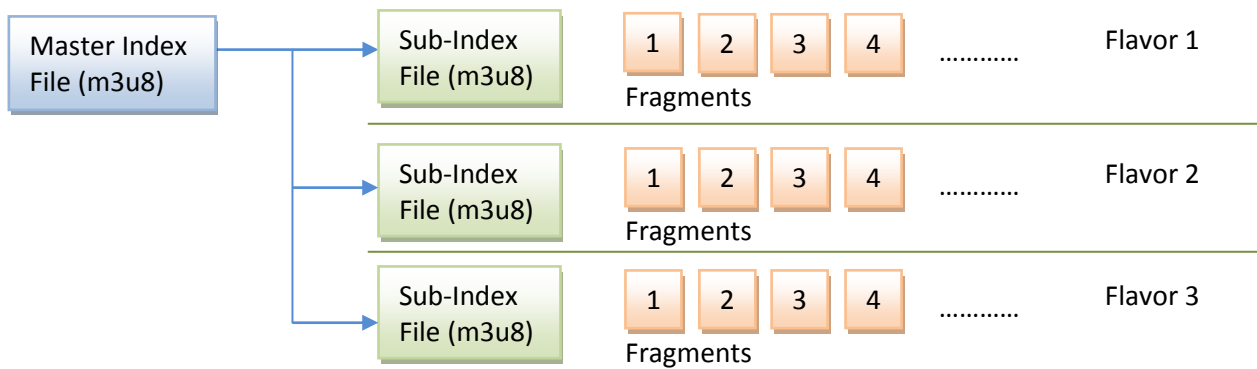 Master Index
File (m3u8)
Sub-Index
File (m3u8)
1 2 3 4 ............ Flavor 1
Fragments
Sub-Index
File (m3u8)
1 2 3 4 ............ Flavor 2
Fragments
Sub-Index
File (m3u8)
1 2 3 4 ............ Flavor 3
Fragments